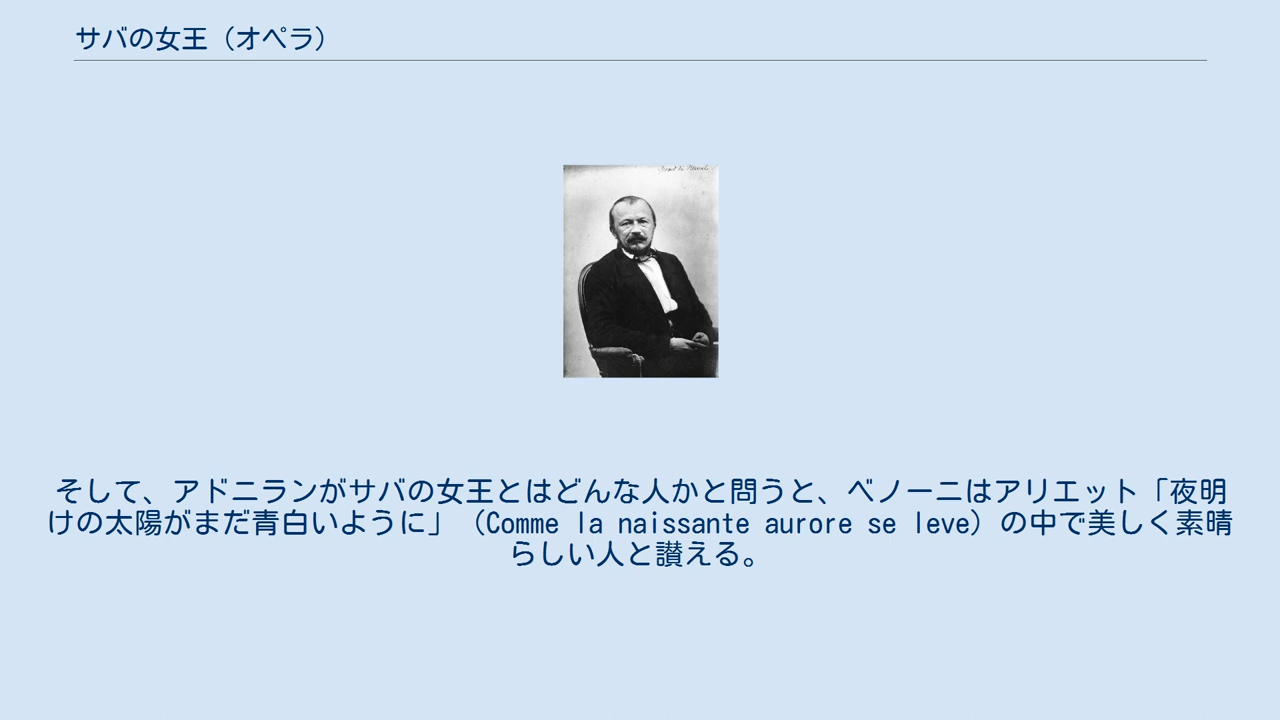 サバの女王（オペラ）
そして、アドニランがサバの女王とはどんな人かと問うと、ベノーニはアリエット「夜明
けの太陽がまだ青白いように」（Comme la naissante aurore se leve）の中で美しく素晴
らしい人と讃える。